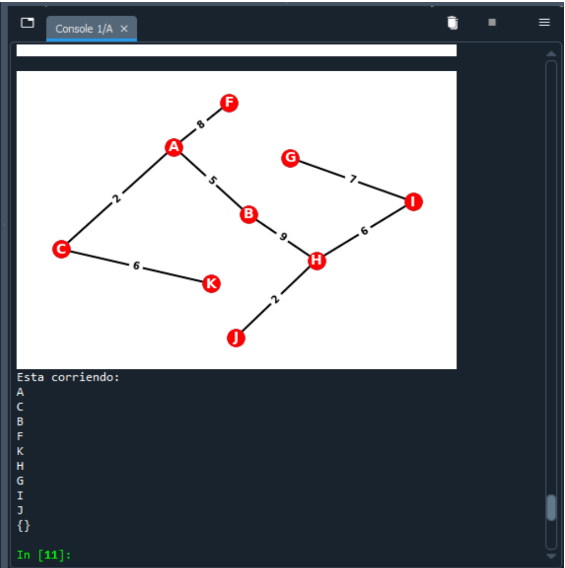 Console 1/A ×
F
8
A
G
5
7
2
I
B
9
6
C
H
6
K
2
J
Esta corriendo:
A
C
B
F
K
H
G
I
J
{}
In [11]: